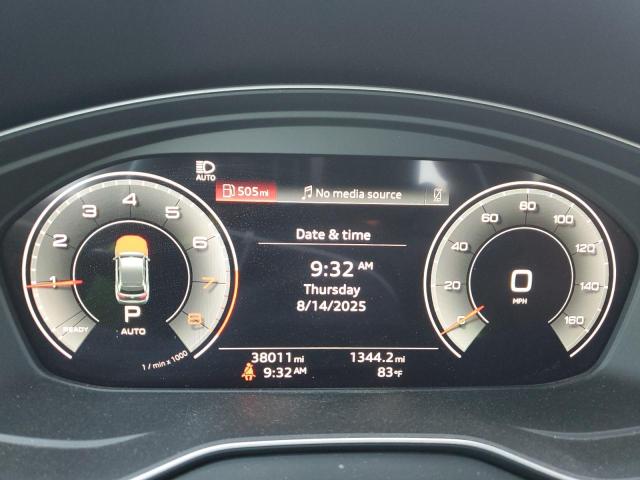 AUTO
505 mi
No media source
Date & time
9:32 AM
Thursday
8/14/2025
1 2 3 4 5 6 7 8
READY
P
AUTO
1 / min x 1000
0 20 40 60 80 100 120 140 160
0
MPH
38011 mi
1344.2 mi
9:32 AM
83 °F